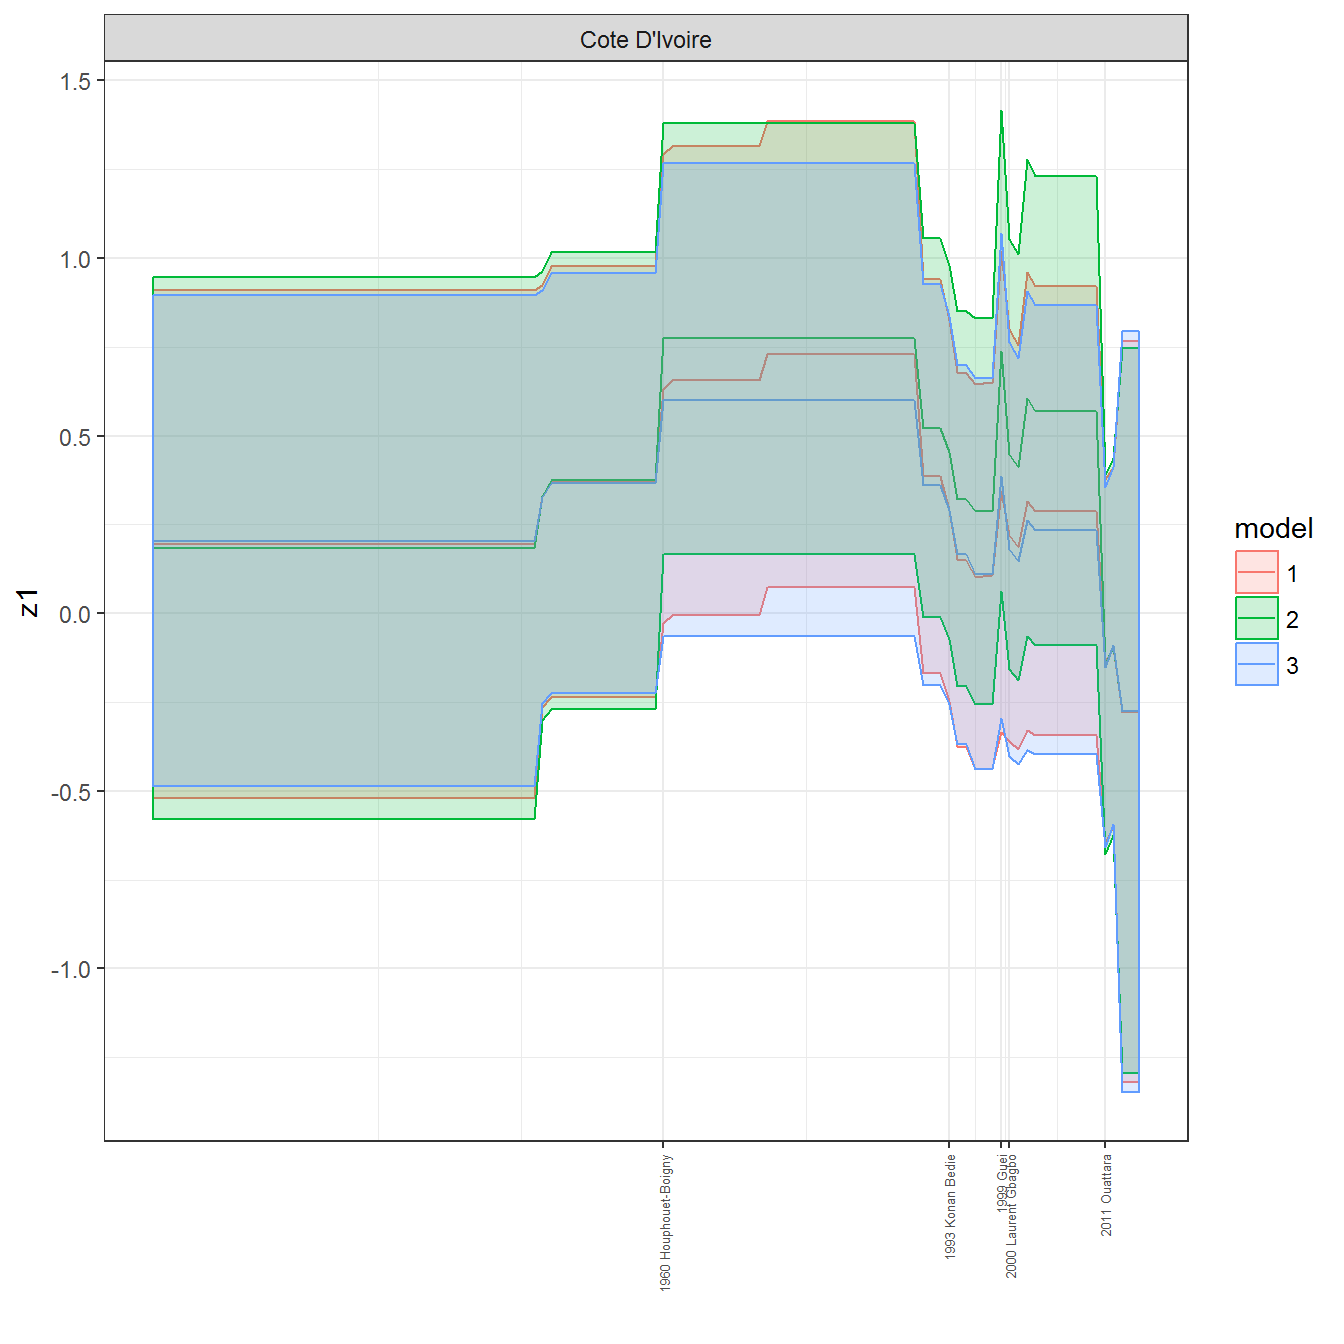 Cote D'Ivoire
1.5
1.0
0.5
0.0
-0.5
-1.0
z1
1960 Houphouet-Boigny
1993 Konan Bedie
1999 Guei
2000 Laurent Gbagbo
2011 Ouattara
model
1
2
3